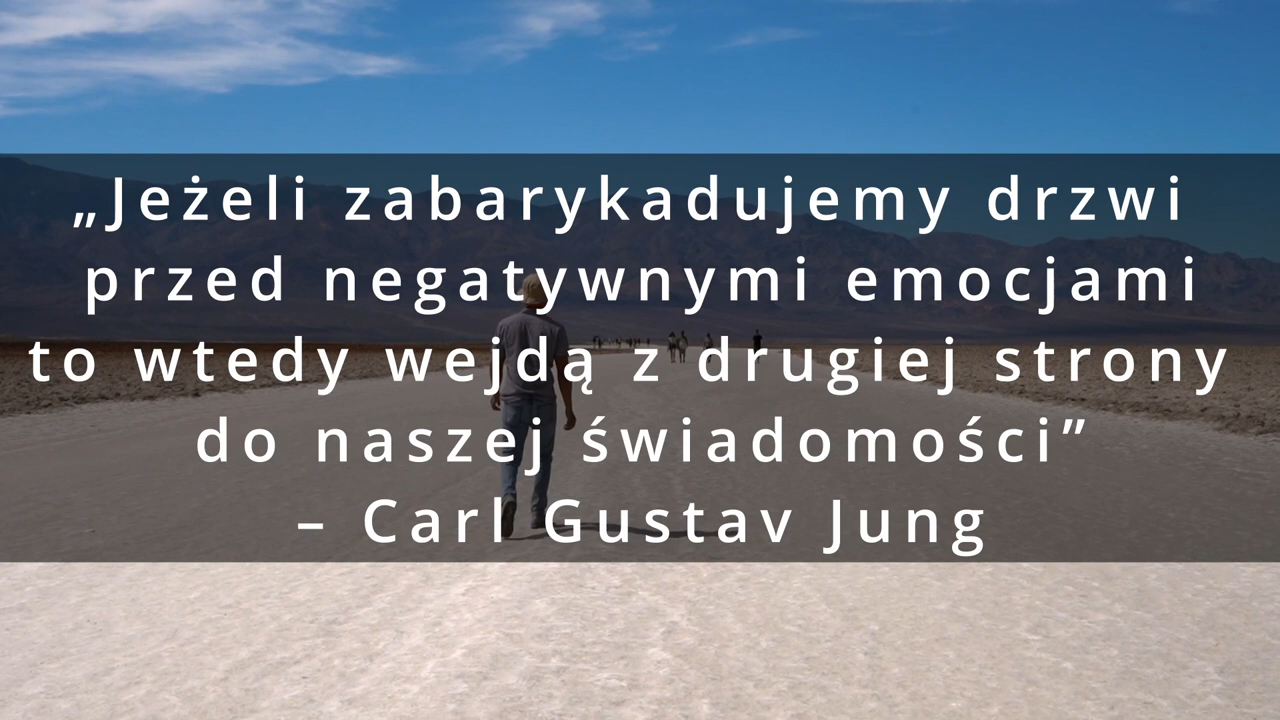 „Jeżeli zabarykadujemy drzwi
przed negatywnymi emocjami
to wtedy wejdą z drugiej strony
do naszej świadomości”
– Carl Gustav Jung